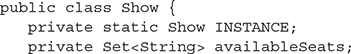 public class Show {
   private static Show INSTANCE;
   private Set<String> availableSeats;